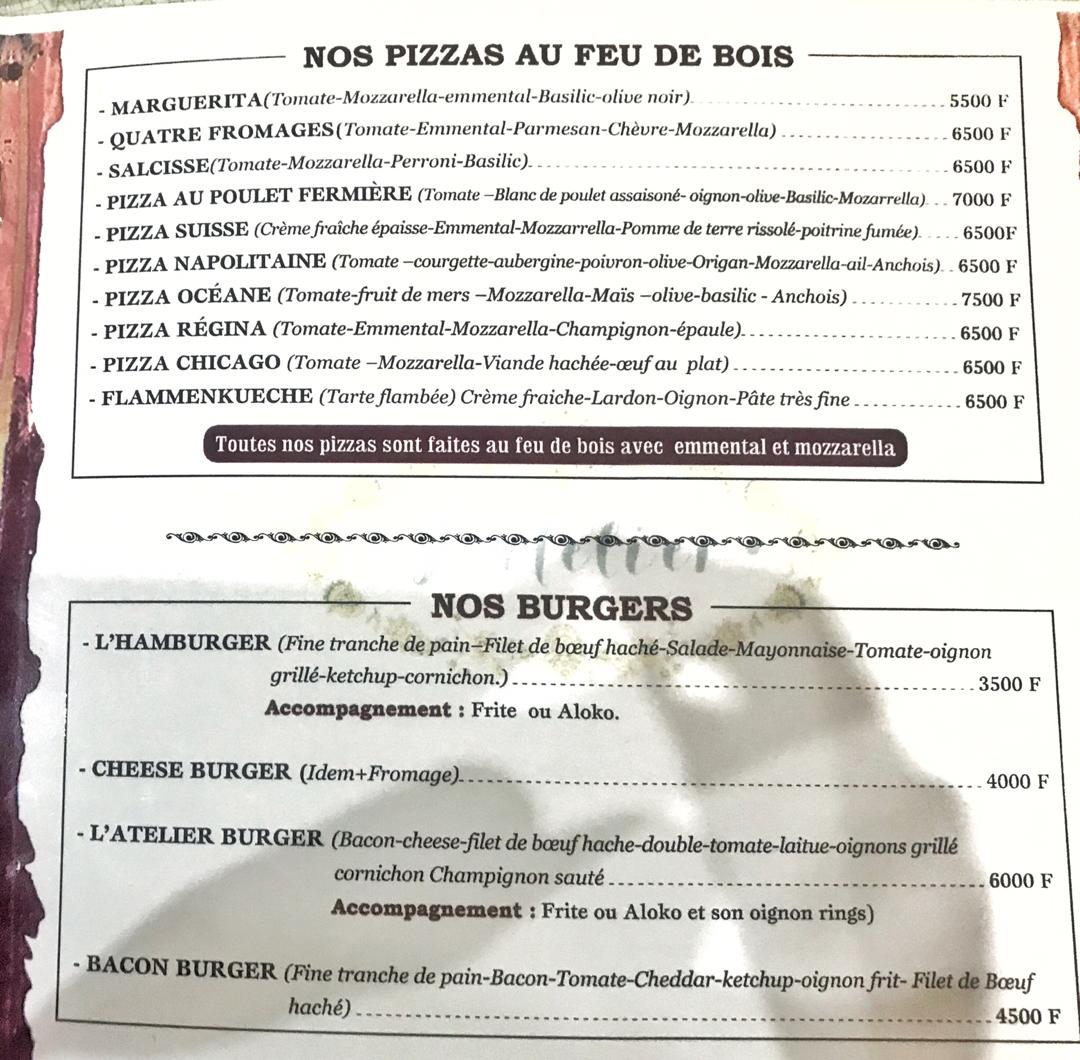 NOS PIZZAS AU FEU DE BOIS
- MARGUERITA(Tomate-Mozzarella-emmental-Basilic-olive noir) 5500 F
- QUATRE FROMAGES(Tomate-Emmental-Parmesan-Chèvre-Mozzarella) 6500 F
- SALCISSE(Tomate-Mozzarella-Perroni-Basilic) 6500 F
- PIZZA AU POULET FERMIÈRE (Tomate –Blanc de poulet assaisoné- oignon-olive-Basilic-Mozarrella) 7000 F
- PIZZA SUISSE (Crème fraîche épaisse-Emmental-Mozzarrella-Pomme de terre rissolé-poitrine fumée) 6500F
- PIZZA NAPOLITAINE (Tomate –courgette-aubergine-poivron-olive-Origan-Mozzarella-ail-Anchois) 6500 F
- PIZZA OCÉANE (Tomate-fruit de mers –Mozzarella-Maïs –olive-basilic - Anchois) 7500 F
- PIZZA RÉGINA (Tomate-Emmental-Mozzarella-Champignon-épaule) 6500 F
- PIZZA CHICAGO (Tomate –Mozzarella-Viande hachée-œuf au plat) 6500 F
- FLAMMENKUECHE (Tarte flambée) Crème fraiche-Lardon-Oignon-Pâte très fine 6500 F
Toutes nos pizzas sont faites au feu de bois avec emmental et mozzarella
NOS BURGERS
- L'HAMBURGER (Fine tranche de pain–Filet de bœuf haché-Salade-Mayonnaise-Tomate-oignon
grillé-ketchup-cornichon.) 3500 F
Accompagnement : Frite ou Aloko.
- CHEESE BURGER (Idem+Fromage) 4000 F
- L'ATELIER BURGER (Bacon-cheese-filet de bœuf hache-double-tomate-laitue-oignons grillé
cornichon Champignon sauté 6000 F
Accompagnement : Frite ou Aloko et son oignon rings)
- BACON BURGER (Fine tranche de pain-Bacon-Tomate-Cheddar-ketchup-oignon frit- Filet de Bœuf
haché) 4500 F